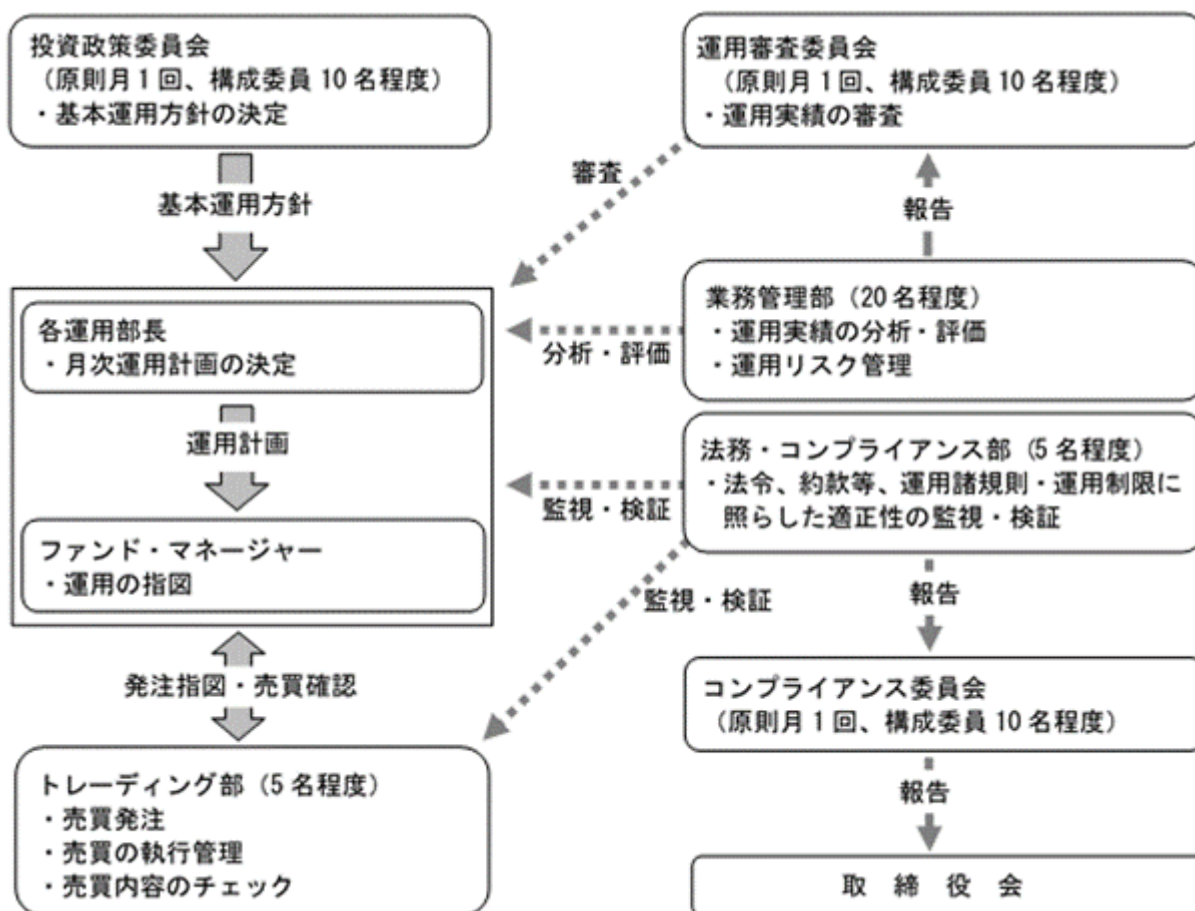 投資政策委員会
（原則月1回、構成委員10名程度）
・基本運用方針の決定
基本運用方針
各運用部長
・月次運用計画の決定
運用計画
ファンド・マネージャー
・運用の指図
発注指図・売買確認
トレーディング部（5名程度）
・売買発注
・売買の執行管理
・売買内容のチェック
運用審査委員会
（原則月1回、構成委員10名程度）
・運用実績の審査
審査
報告
業務管理部（20名程度）
・運用実績の分析・評価
・運用リスク管理
分析・評価
法務・コンプライアンス部（5名程度）
・法令、約款等、運用諸規則・運用制限に
照らした適正性の監視・検証
監視・検証
監視・検証
報告
コンプライアンス委員会
（原則月1回、構成委員10名程度）
報告
取締役会